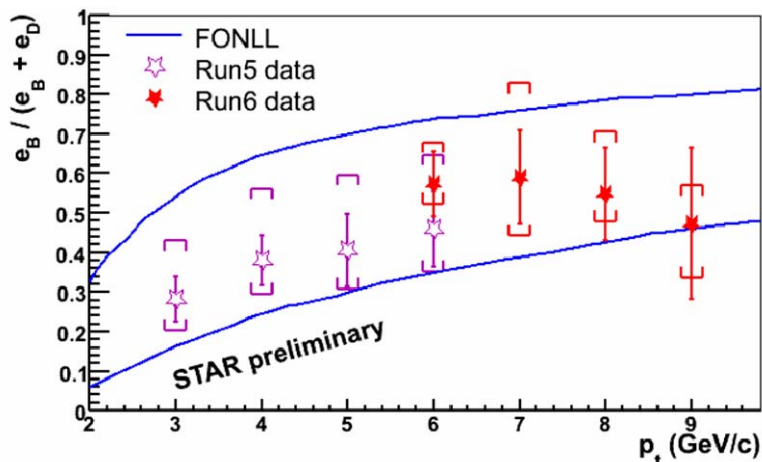 e_B / (e_B + e_D)
1
0.9
0.8
0.7
0.6
0.5
0.4
0.3
0.2
0.1
0
FONLL
Run5 data
Run6 data
STAR preliminary
2 3 4 5 6 7 8 9
p_t (GeV/c)